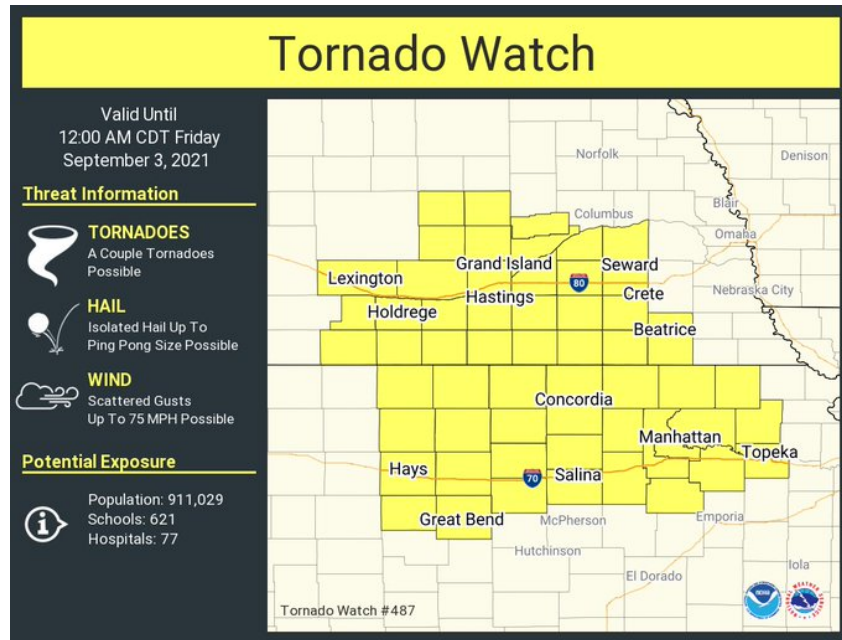 Tornado Watch
Valid Until
12:00 AM CDT Friday
September 3, 2021
Threat Information
TORNADOES
A Couple Tornadoes
Possible
HAIL
Isolated Hail Up To
Ping Pong Size Possible
WIND
Scattered Gusts
Up To 75 MPH Possible
Potential Exposure
Population: 911,029
Schools: 621
Hospitals: 77
Norfolk
Denison
Columbus
Blair
Omaha
Grand Island
Seward
Lexington
80
Nebraska City
Hastings
Crete
Holdrege
Beatrice
Concordia
Manhattan
Topeka
Hays
70
Salina
Great Bend
McPherson
Emporia
Hutchinson
Iola
El Dorado
Tornado Watch #487